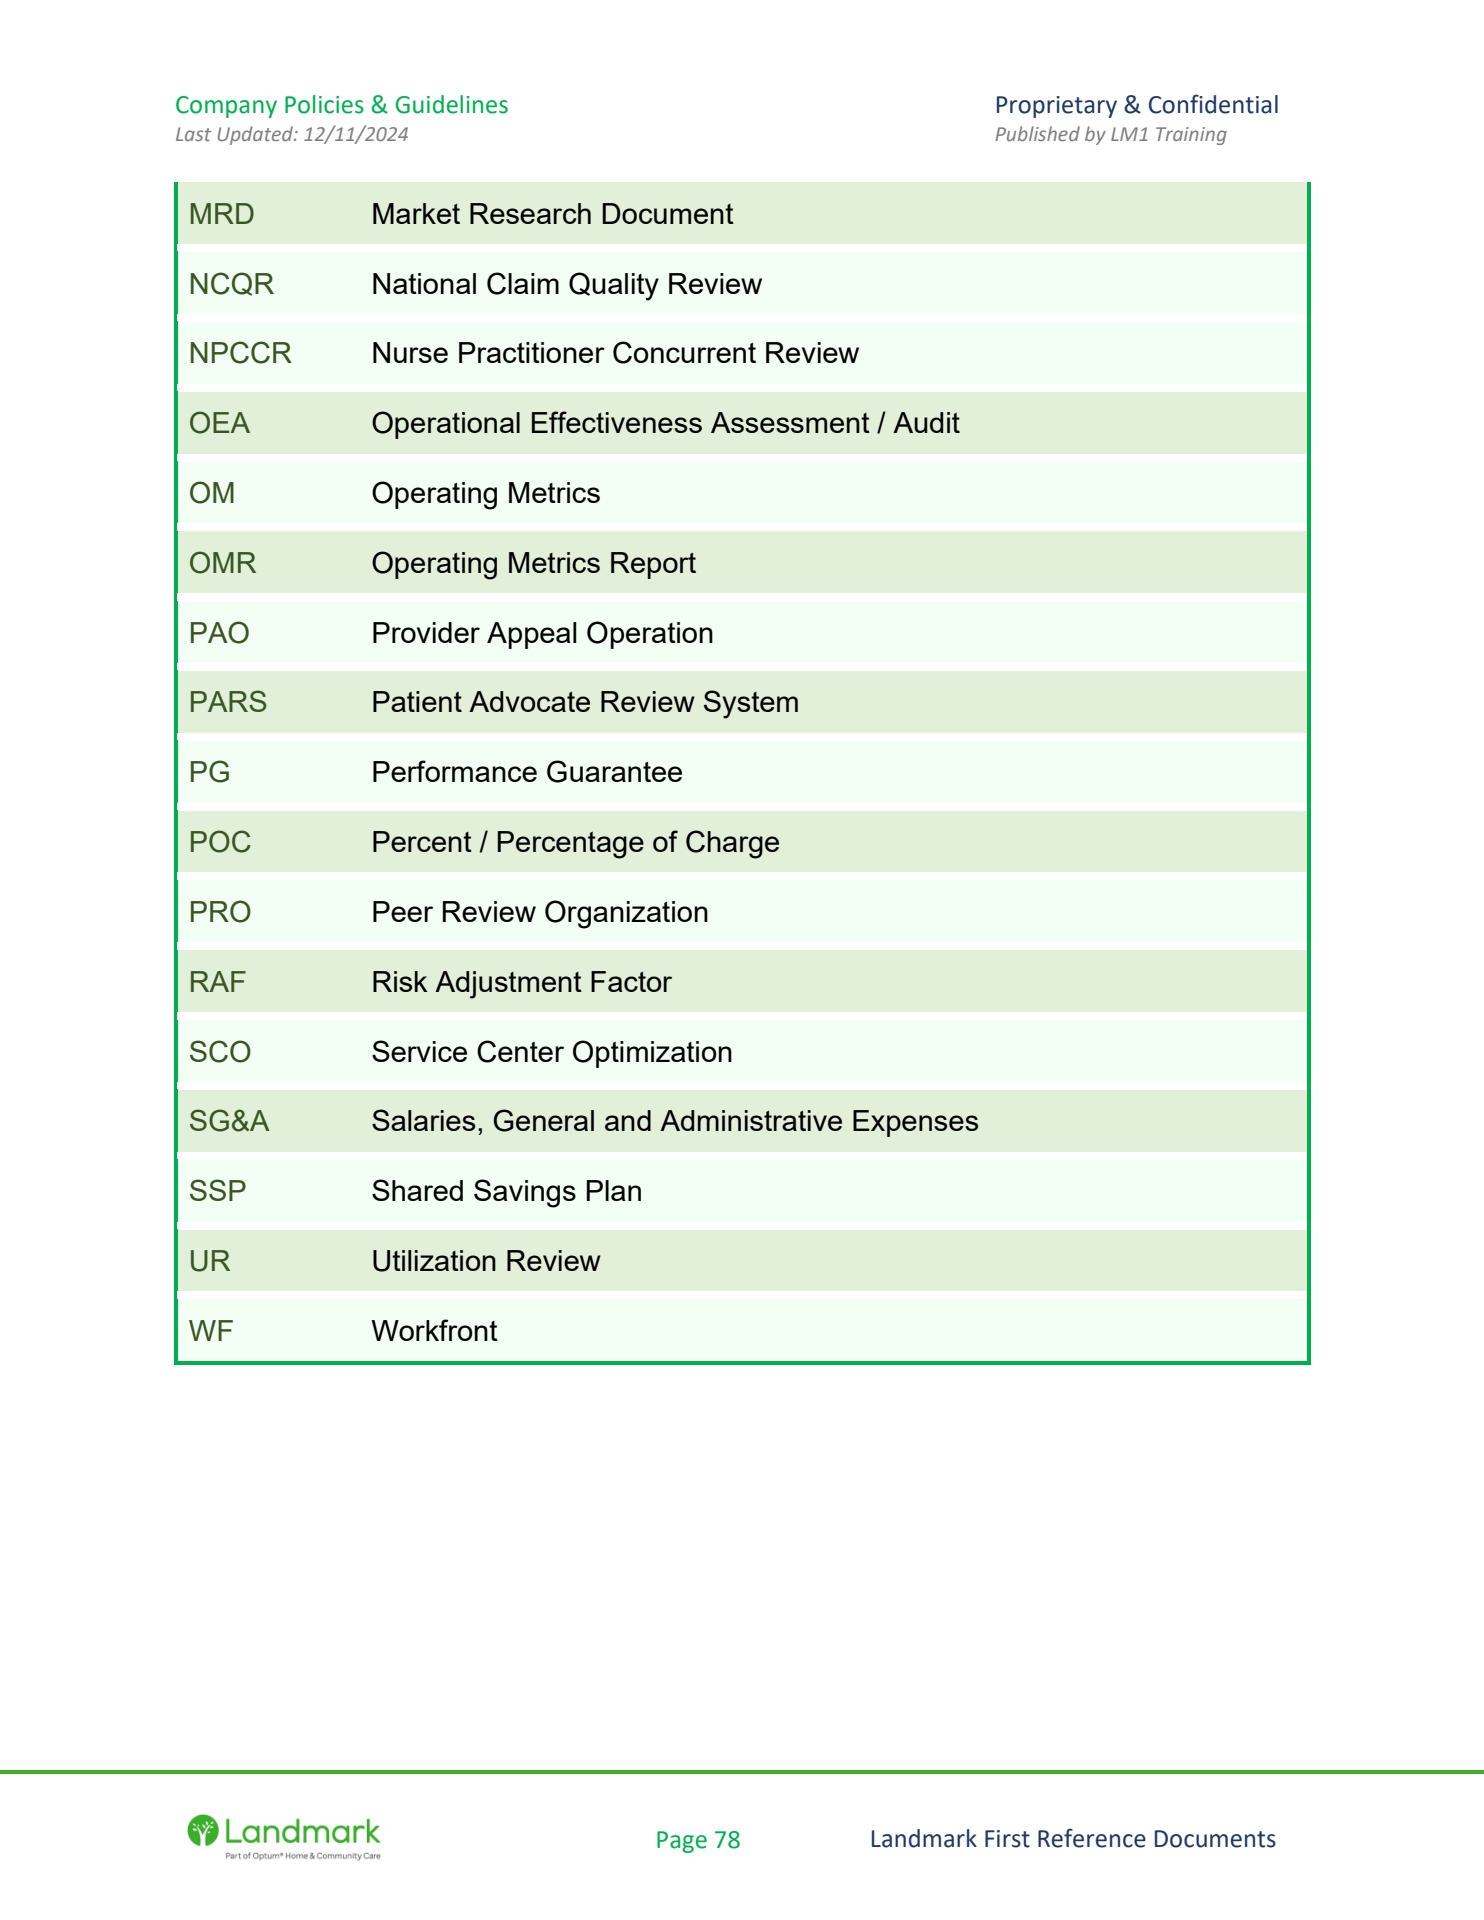 Company Policies & Guidelines
Proprietary & Confidential
Last Updated: 12/11/2024
Published by LM1 Training
MRD Market Research Document
NCQR National Claim Quality Review
NPCCR Nurse Practitioner Concurrent Review
OEA Operational Effectiveness Assessment / Audit
OM Operating Metrics
OMR Operating Metrics Report
PAO Provider Appeal Operation
PARS Patient Advocate Review System
PG Performance Guarantee
POC Percent / Percentage of Charge
PRO Peer Review Organization
RAF Risk Adjustment Factor
SCO Service Center Optimization
SG&A Salaries, General and Administrative Expenses
SSP Shared Savings Plan
UR Utilization Review
WF Workfront
Landmark
Part of Optum® Home & Community Care
Page 78
Landmark First Reference Documents